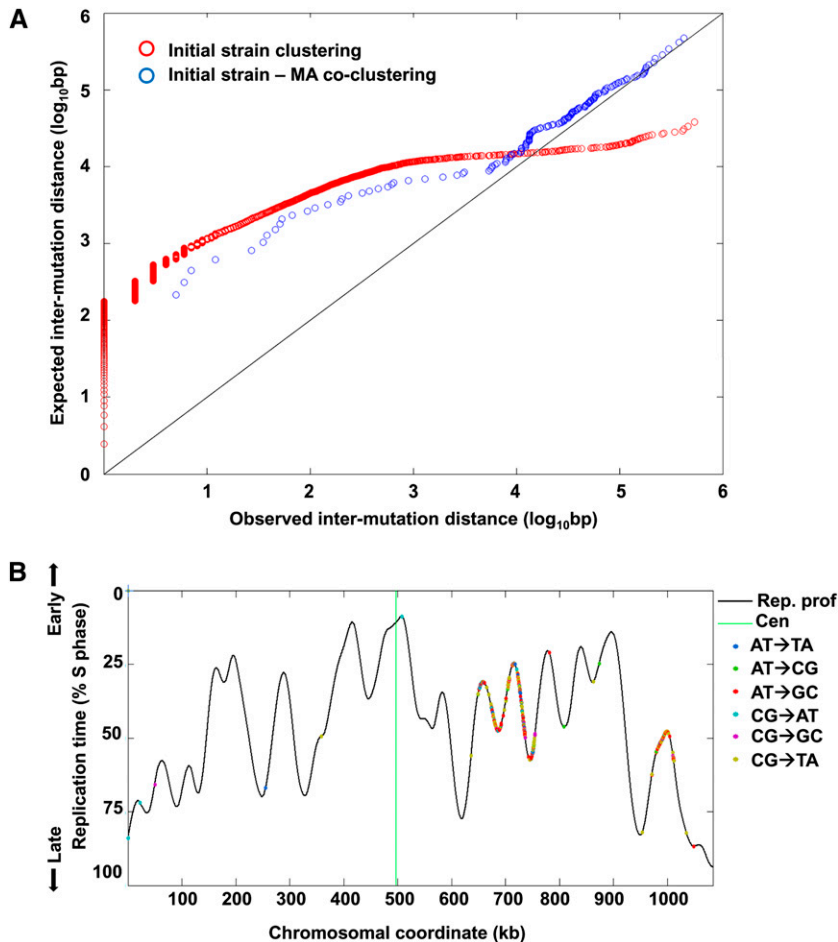 A
Initial strain clustering
Initial strain – MA co-clustering
Expected inter-mutation distance (log10bp)
6
5
4
3
2
1
0
1 2 3 4 5 6
Observed inter-mutation distance (log10bp)
B
Early
Late
Replication time (% S phase)
0
25
50
75
100
100 200 300 400 500 600 700 800 900 1000
Chromosomal coordinate (kb)
Rep. prof
Cen
AT→TA
AT→CG
AT→GC
CG→AT
CG→GC
CG→TA